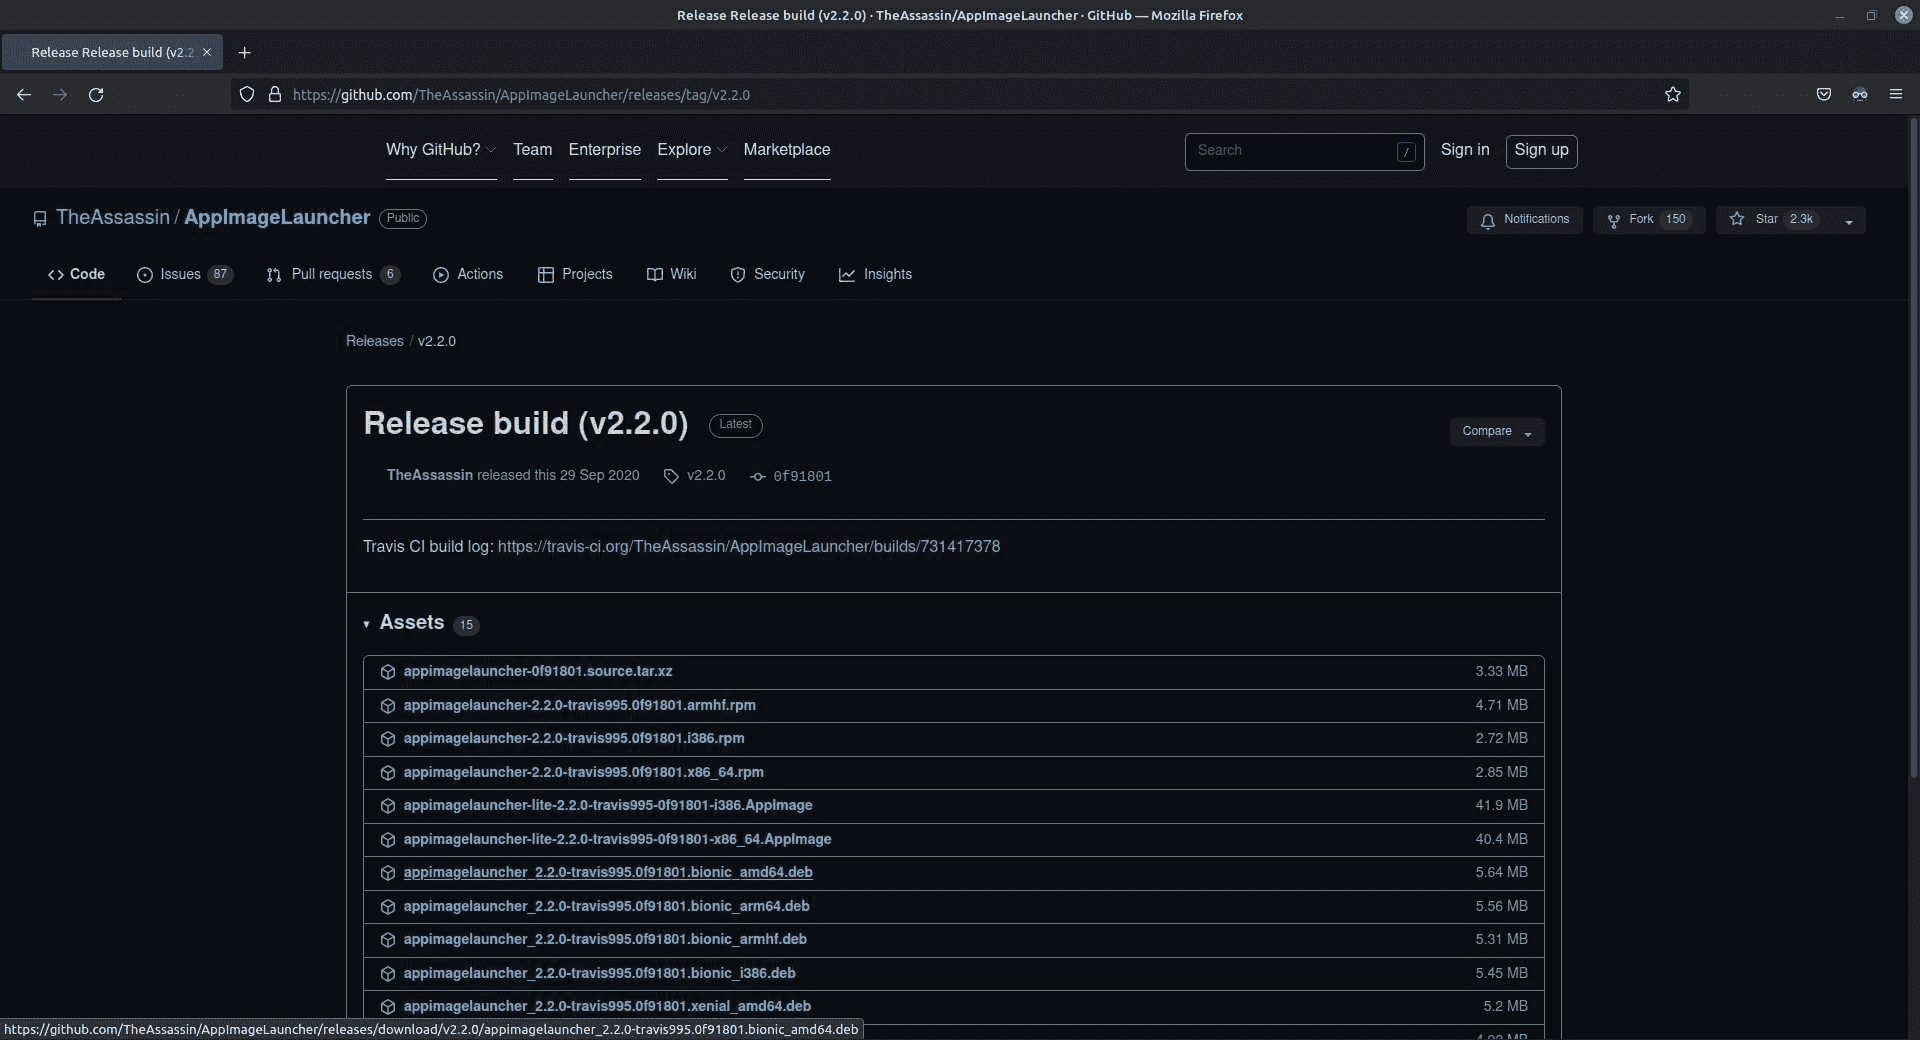 Release Release build (v2.2.0) · TheAssassin/AppImageLauncher · GitHub — Mozilla Firefox
Release Release build (v2.2
https://github.com/TheAssassin/AppImageLauncher/releases/tag/v2.2.0
Why GitHub? Team Enterprise Explore Marketplace Search / Sign in Sign up
TheAssassin / AppImageLauncher Public Notifications Fork 150 Star 2.3k
Code Issues 87 Pull requests 6 Actions Projects Wiki Security Insights
Releases / v2.2.0
Release build (v2.2.0) Latest Compare
TheAssassin released this 29 Sep 2020 v2.2.0 0f91801
Travis CI build log: https://travis-ci.org/TheAssassin/AppImageLauncher/builds/731417378
Assets 15
appimagelauncher-0f91801.source.tar.xz 3.33 MB
appimagelauncher-2.2.0-travis995.0f91801.armhf.rpm 4.71 MB
appimagelauncher-2.2.0-travis995.0f91801.i386.rpm 2.72 MB
appimagelauncher-2.2.0-travis995.0f91801.x86_64.rpm 2.85 MB
appimagelauncher-lite-2.2.0-travis995-0f91801-i386.AppImage 41.9 MB
appimagelauncher-lite-2.2.0-travis995-0f91801-x86_64.AppImage 40.4 MB
appimagelauncher_2.2.0-travis995.0f91801.bionic_amd64.deb 5.64 MB
appimagelauncher_2.2.0-travis995.0f91801.bionic_arm64.deb 5.56 MB
appimagelauncher_2.2.0-travis995.0f91801.bionic_armhf.deb 5.31 MB
appimagelauncher_2.2.0-travis995.0f91801.bionic_i386.deb 5.45 MB
appimagelauncher_2.2.0-travis995.0f91801.xenial_amd64.deb 5.2 MB
https://github.com/TheAssassin/AppImageLauncher/releases/download/v2.2.0/appimagelauncher_2.2.0-travis995.0f91801.bionic_amd64.deb